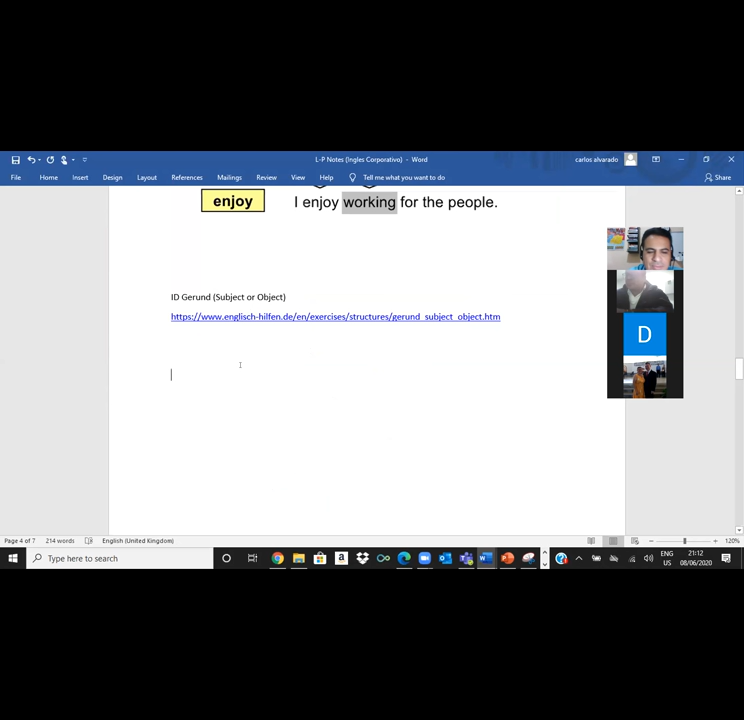 L-P Notes (Ingles Corporativo) - Word
carlos alvarado
File Home Insert Design Layout References Mailings Review View Help Tell me what you want to do Share
enjoy I enjoy working for the people.
ID Gerund (Subject or Object)
https://www.englisch-hilfen.de/en/exercises/structures/gerund_subject_object.htm
D
Page 4 of 7 214 words English (United Kingdom) 120%
Type here to search
ENG
US
21:12
08/06/2020